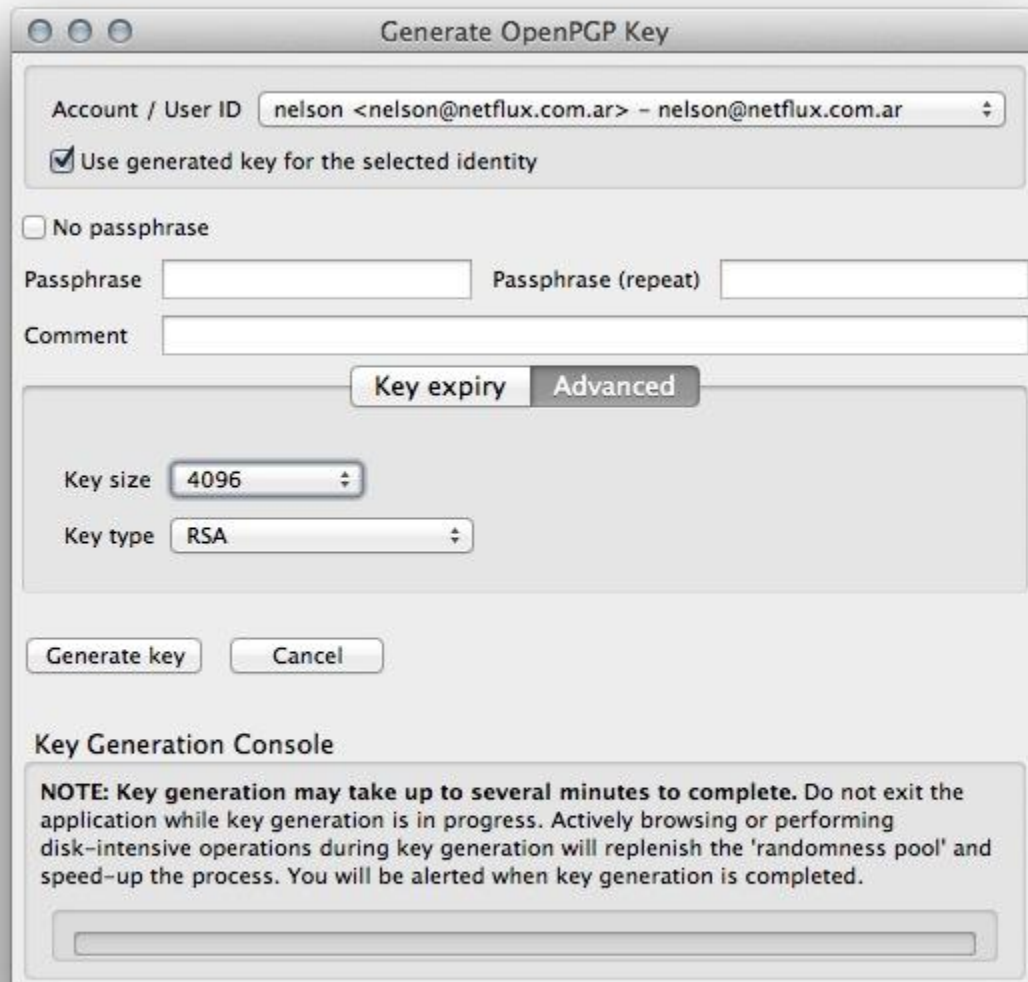 Generate OpenPGP Key
Account / User ID nelson <nelson@netflux.com.ar> - nelson@netflux.com.ar
Use generated key for the selected identity
No passphrase
Passphrase Passphrase (repeat)
Comment
Key expiry Advanced
Key size 4096
Key type RSA
Generate key Cancel
Key Generation Console
NOTE: Key generation may take up to several minutes to complete. Do not exit the
application while key generation is in progress. Actively browsing or performing
disk-intensive operations during key generation will replenish the 'randomness pool' and
speed-up the process. You will be alerted when key generation is completed.